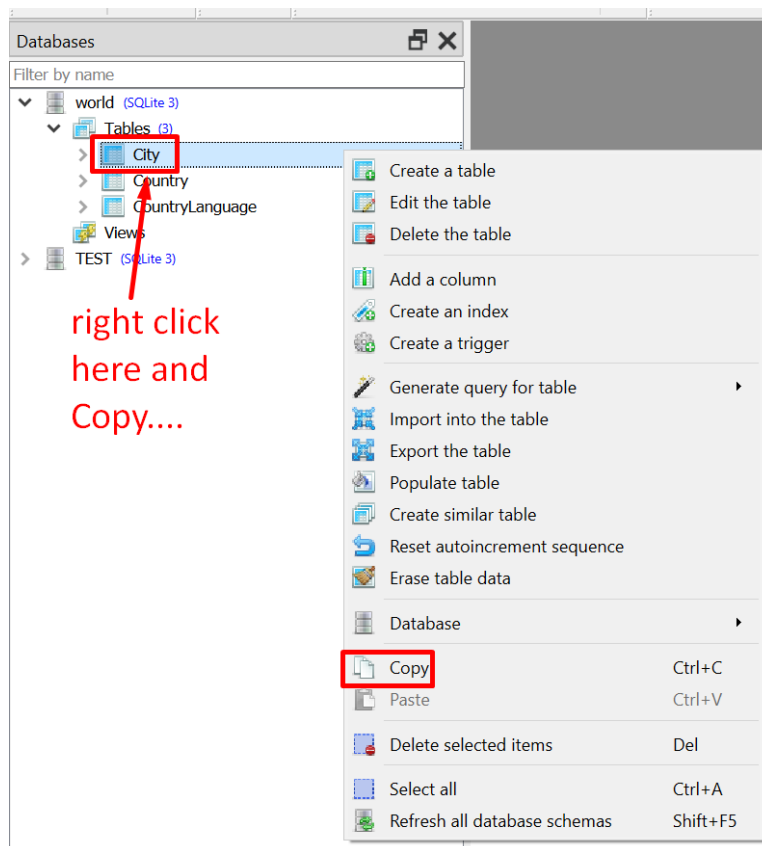 Databases
Filter by name
world (SQLite 3)
Tables (3)
City
Country
CountryLanguage
Views
TEST (SQLite 3)
right click
here and
Copy....
Create a table
Edit the table
Delete the table
Add a column
Create an index
Create a trigger
Generate query for table
Import into the table
Export the table
Populate table
Create similar table
Reset autoincrement sequence
Erase table data
Database
Copy Ctrl+C
Paste Ctrl+V
Delete selected items Del
Select all Ctrl+A
Refresh all database schemas Shift+F5